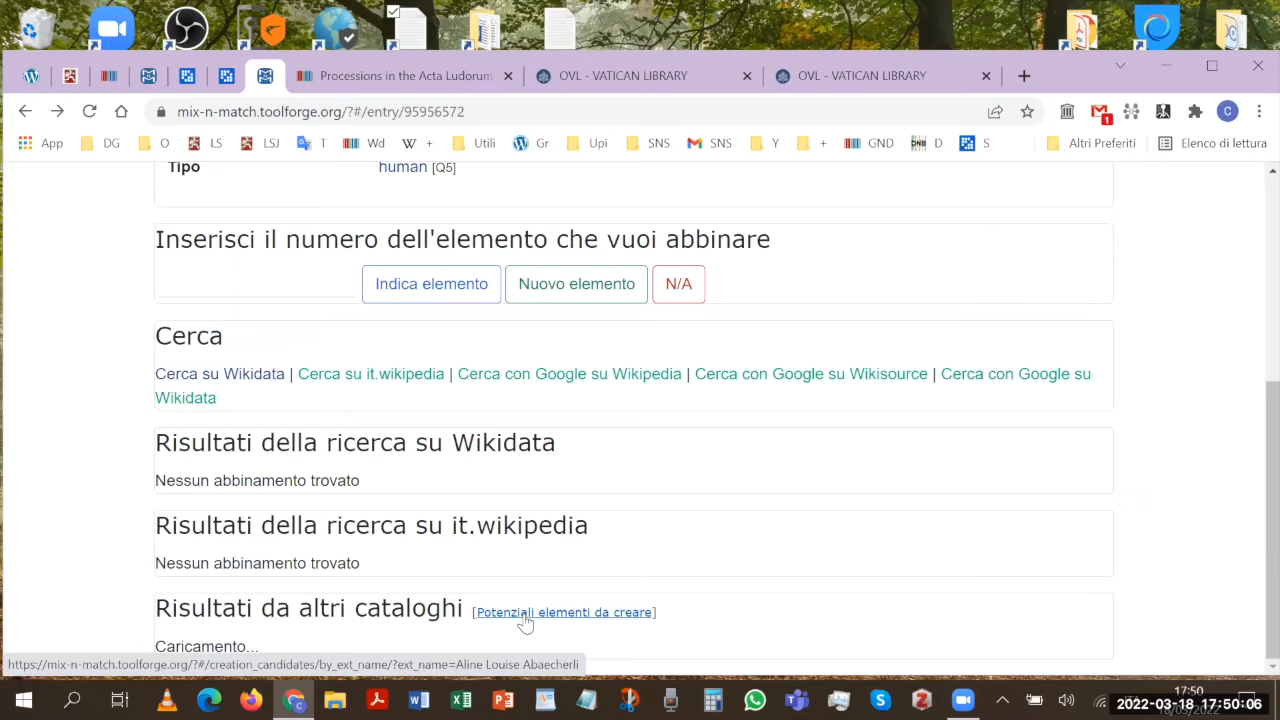 Processions in the Acta Ludorum
OVL - VATICAN LIBRARY
OVL - VATICAN LIBRARY
mix-n-match.toolforge.org/?#/entry/95956572
App DG O LS LSJ T Wd + Utili Gr Upi SNS SNS Y + GND D S Altri Preferiti Elenco di lettura
Tipo human [Q5]
Inserisci il numero dell'elemento che vuoi abbinare
Indica elemento Nuovo elemento N/A
Cerca
Cerca su Wikidata | Cerca su it.wikipedia | Cerca con Google su Wikipedia | Cerca con Google su Wikisource | Cerca con Google su
Wikidata
Risultati della ricerca su Wikidata
Nessun abbinamento trovato
Risultati della ricerca su it.wikipedia
Nessun abbinamento trovato
Risultati da altri cataloghi [Potenziali elementi da creare]
Caricamento...
https://mix-n-match.toolforge.org/?#/creation_candidates/by_ext_name/?ext_name=Aline Louise Abaecherli
17:50
2022-03-18 17:50:06